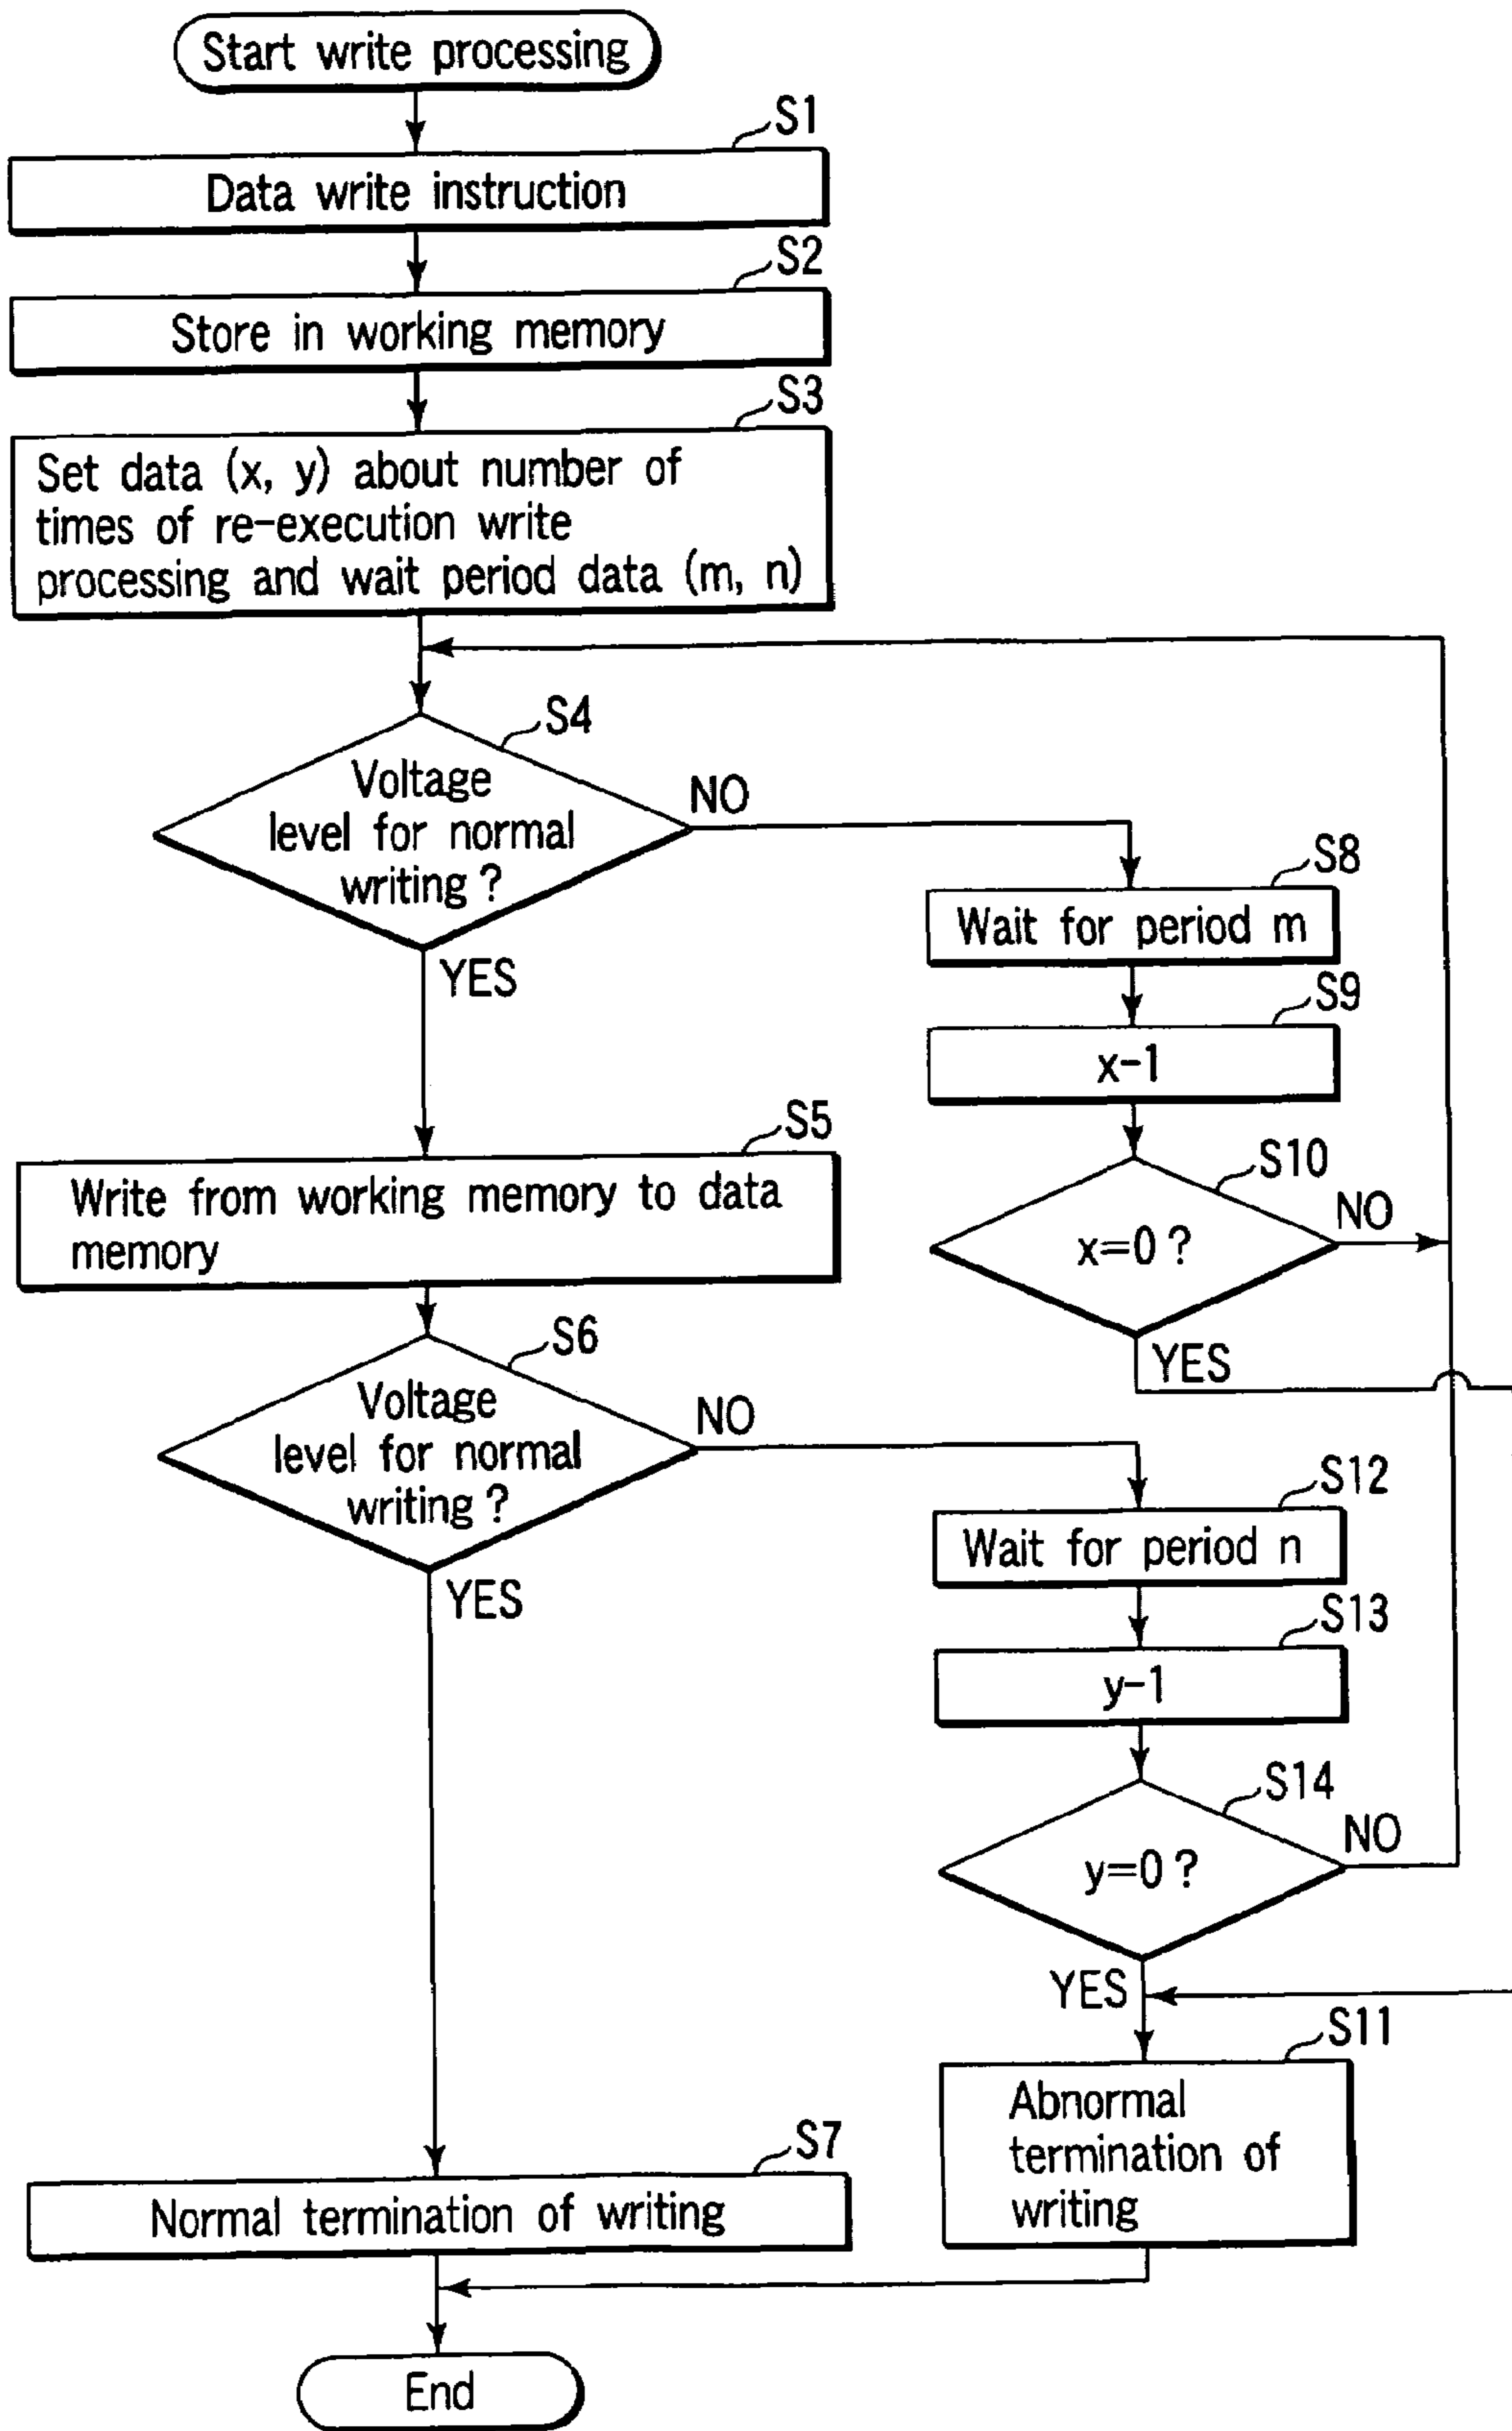 Start write processing
S1
Data write instruction
S2
Store in working memory
S3
Set data (x, y) about number of
times of re-execution write
processing and wait period data (m, n)
S4
Voltage
level for normal
writing?
NO
YES
S8
Wait for period m
S9
x-1
S10
x=0?
NO
YES
S5
Write from working memory to data
memory
S6
Voltage
level for normal
writing?
NO
YES
S12
Wait for period n
S13
y-1
S14
y=0?
NO
YES
S11
Abnormal
termination of
writing
S7
Normal termination of writing
End